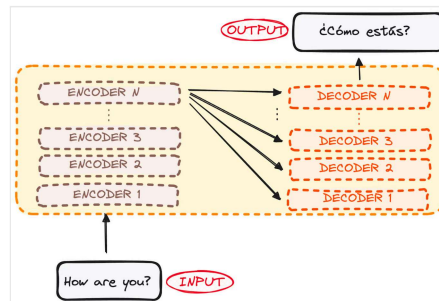 OUTPUT
¿Cómo estás?
ENCODER N
DECODER N
ENCODER 3
DECODER 3
ENCODER 2
DECODER 2
ENCODER 1
DECODER 1
How are you?
INPUT